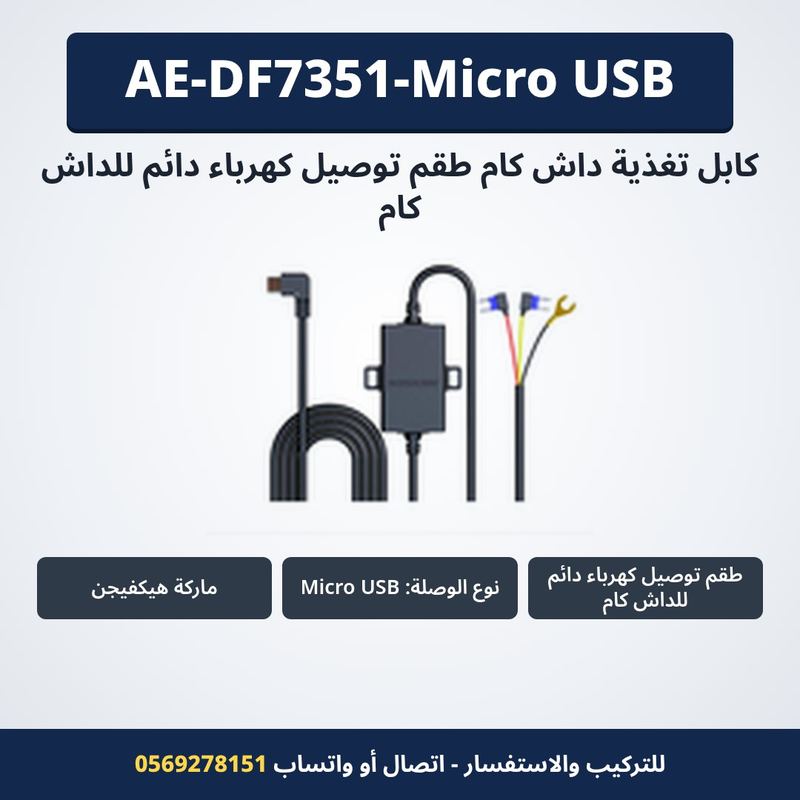 AE-DF7351-Micro USB
كابل تغذية داش كام طقم توصيل كهرباء دائم للداش
كام
طقم توصيل كهرباء دائم
للداش كام
نوع الوصلة: Micro USB
ماركة هيكفيجن
للتركيب والاستفسار - اتصال أو واتساب 0569278151